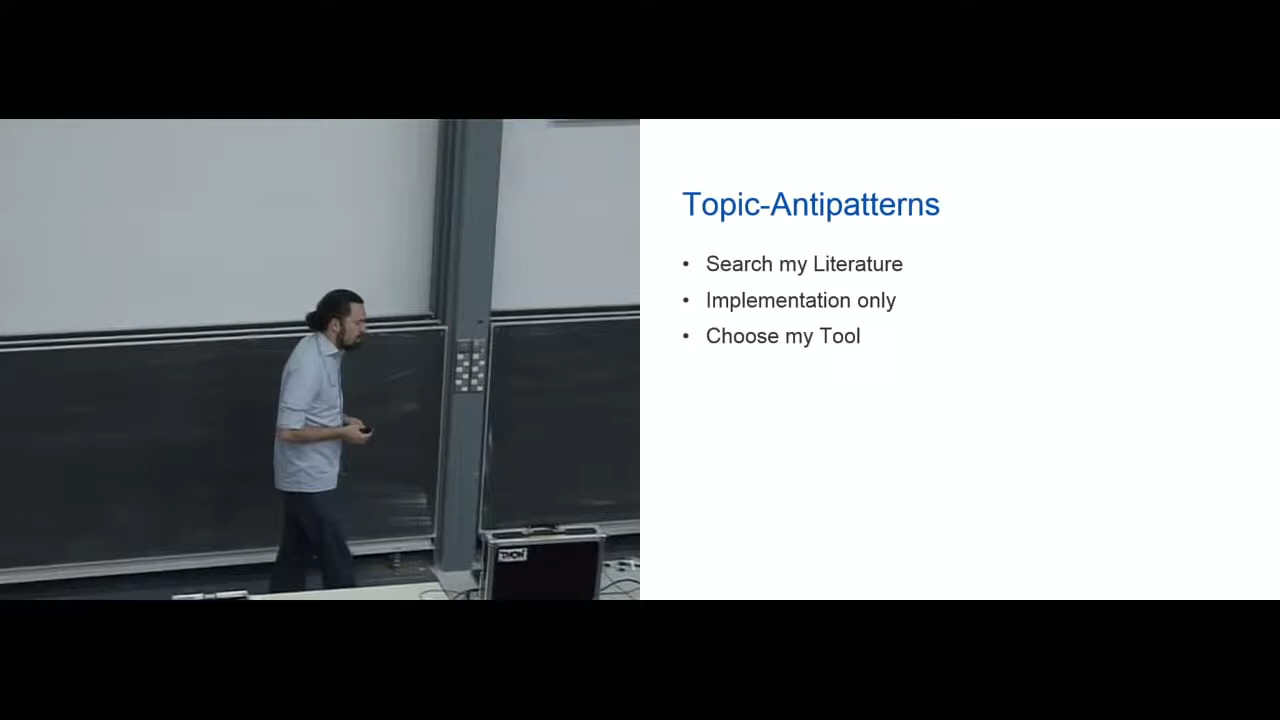 Topic-Antipatterns
• Search my Literature
• Implementation only
• Choose my Tool